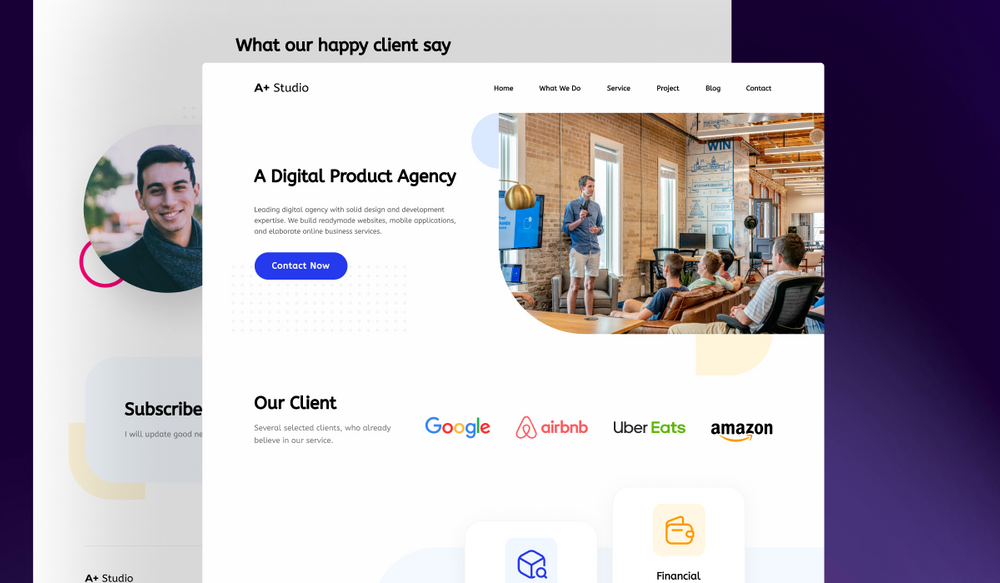 What our happy client say
A+ Studio
Home
What We Do
Service
Project
Blog
Contact
A Digital Product Agency
Leading digital agency with solid design and development
expertise. We build readymade websites, mobile applications,
and elaborate online business services.
Contact Now
WIN
Our Client
Several selected clients, who already
believe in our service.
Google
airbnb
Uber Eats
amazon
Subscribe
I will update good ne
Financial
A+ Studio